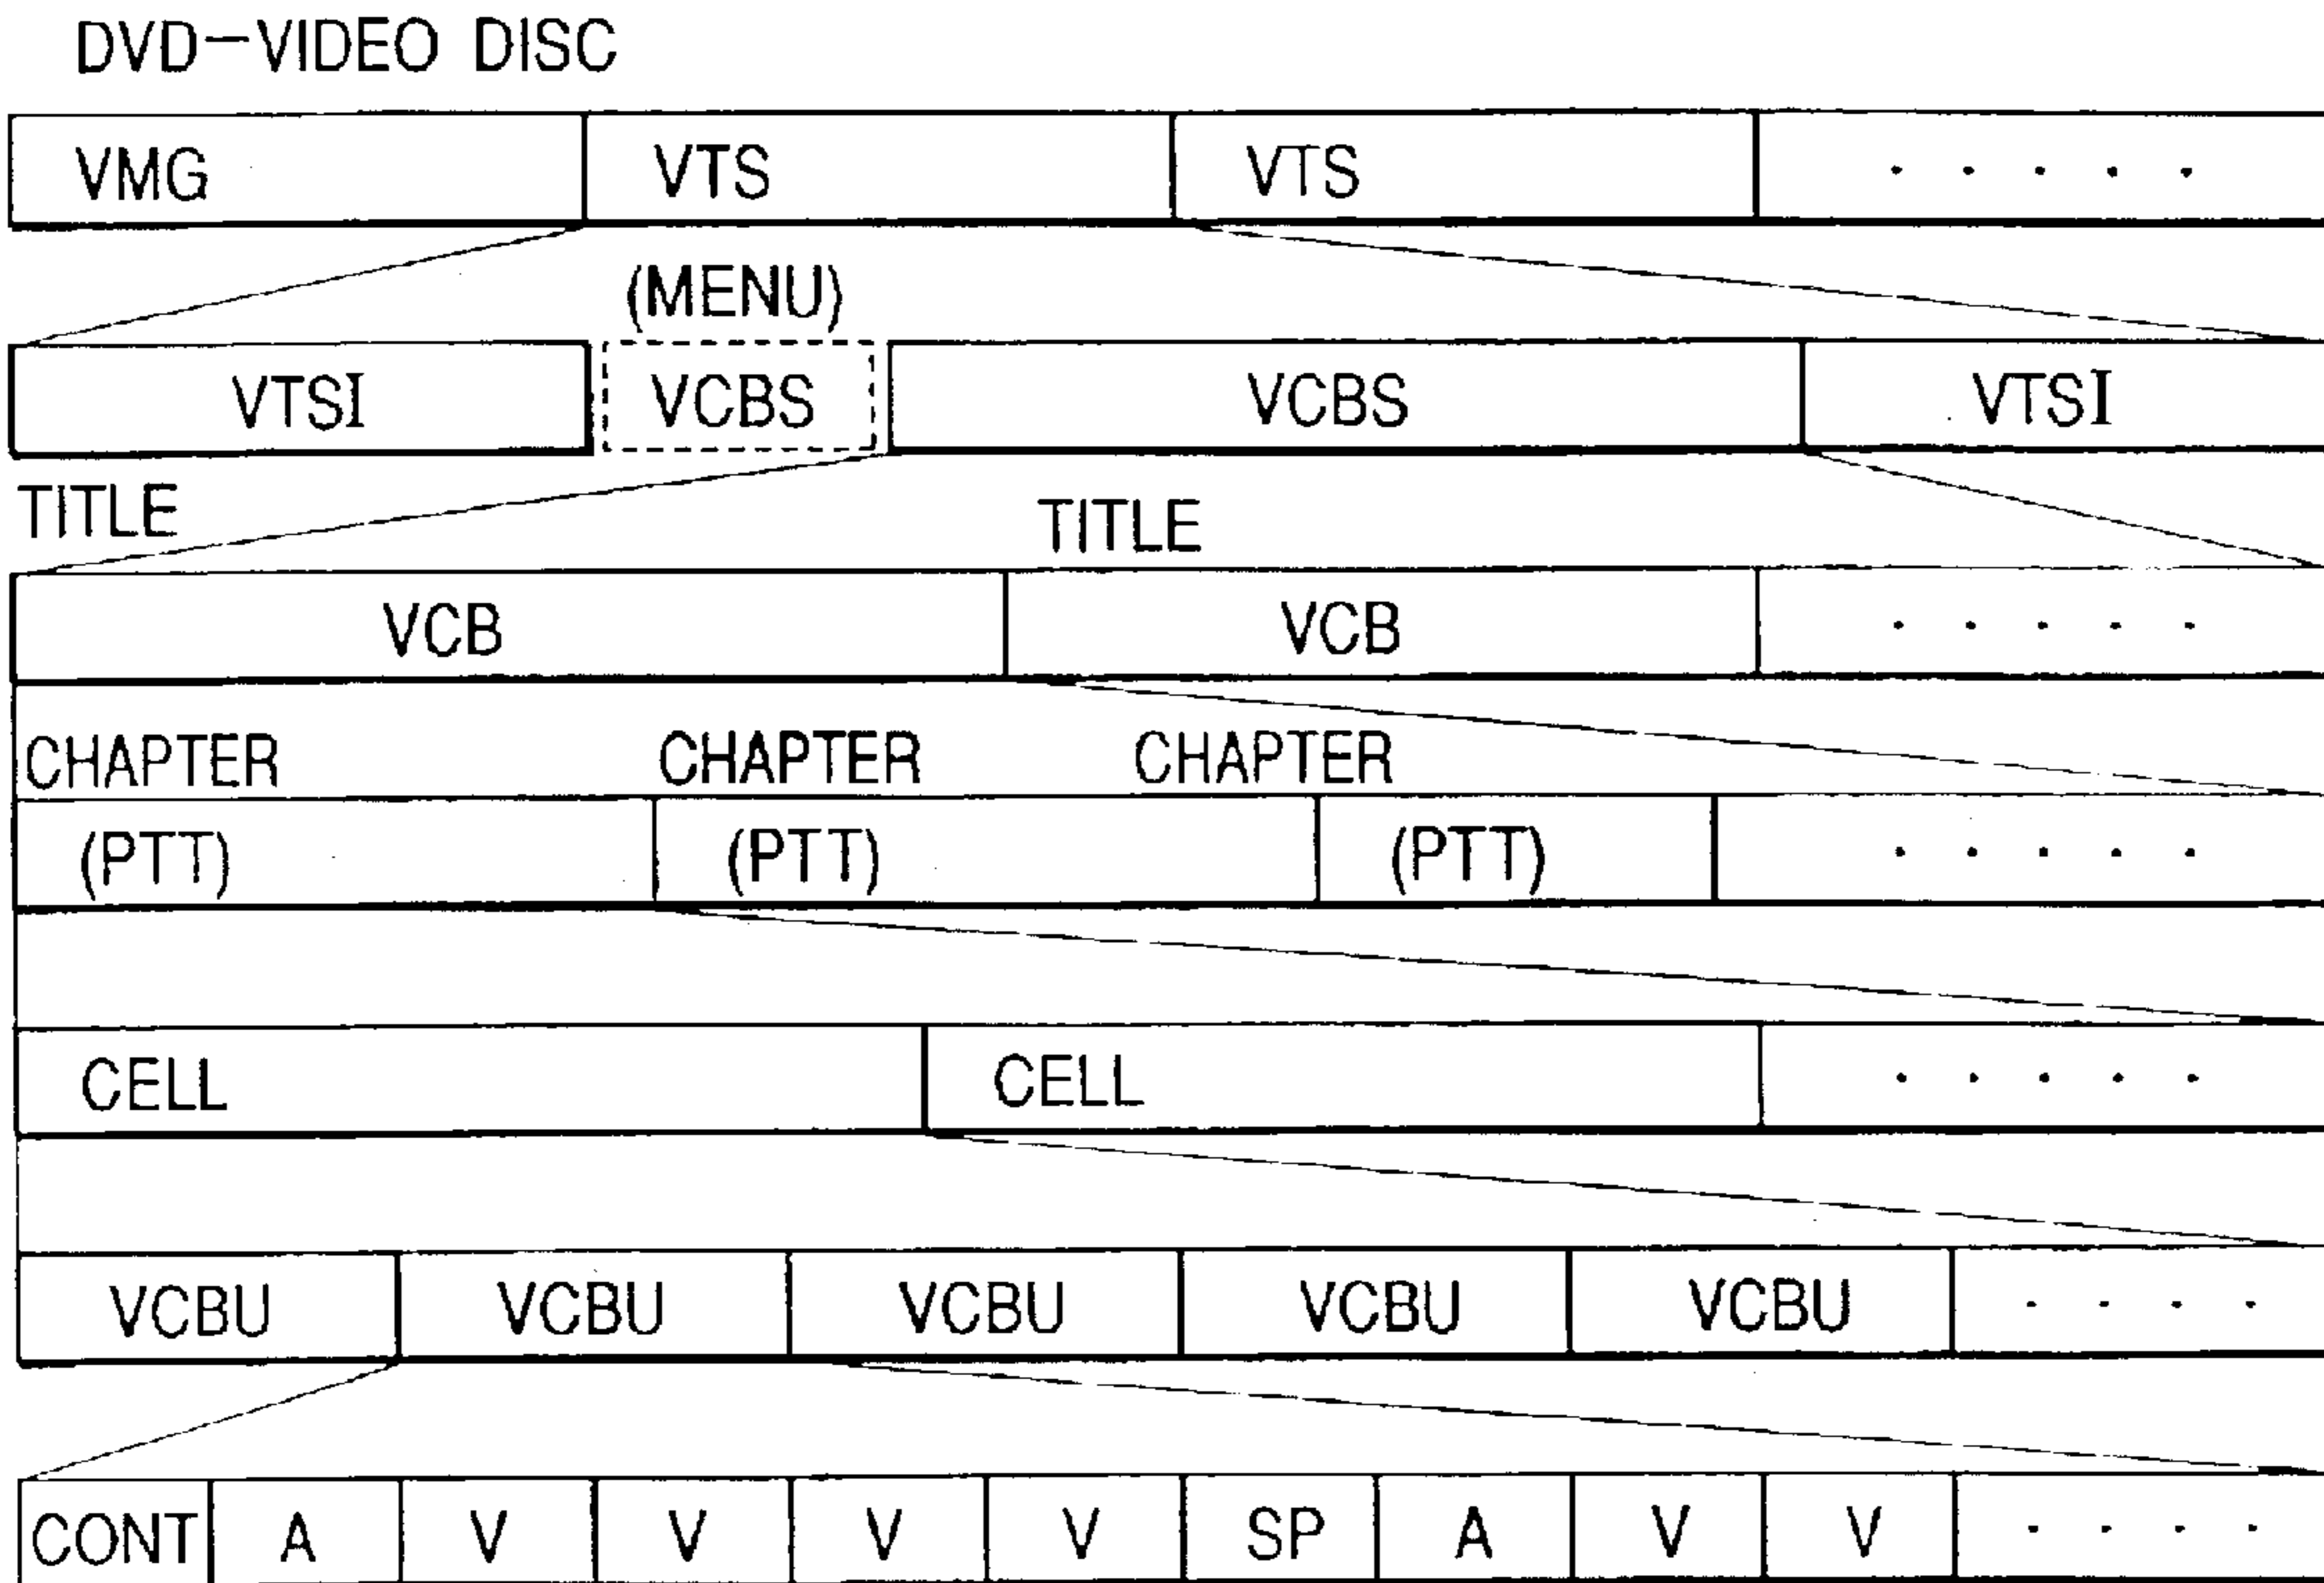 DVD-VIDEO DISC
VMG VTS VTS · · · · ·
(MENU)
VTSI VCBS VCBS VTSI
TITLE TITLE
VCB VCB · · · · ·
CHAPTER CHAPTER CHAPTER
(PTT) (PTT) (PTT) · · · · ·
CELL CELL · · · · ·
VCBU VCBU VCBU VCBU VCBU · · · ·
CONT A V V V V SP A V V · · · ·